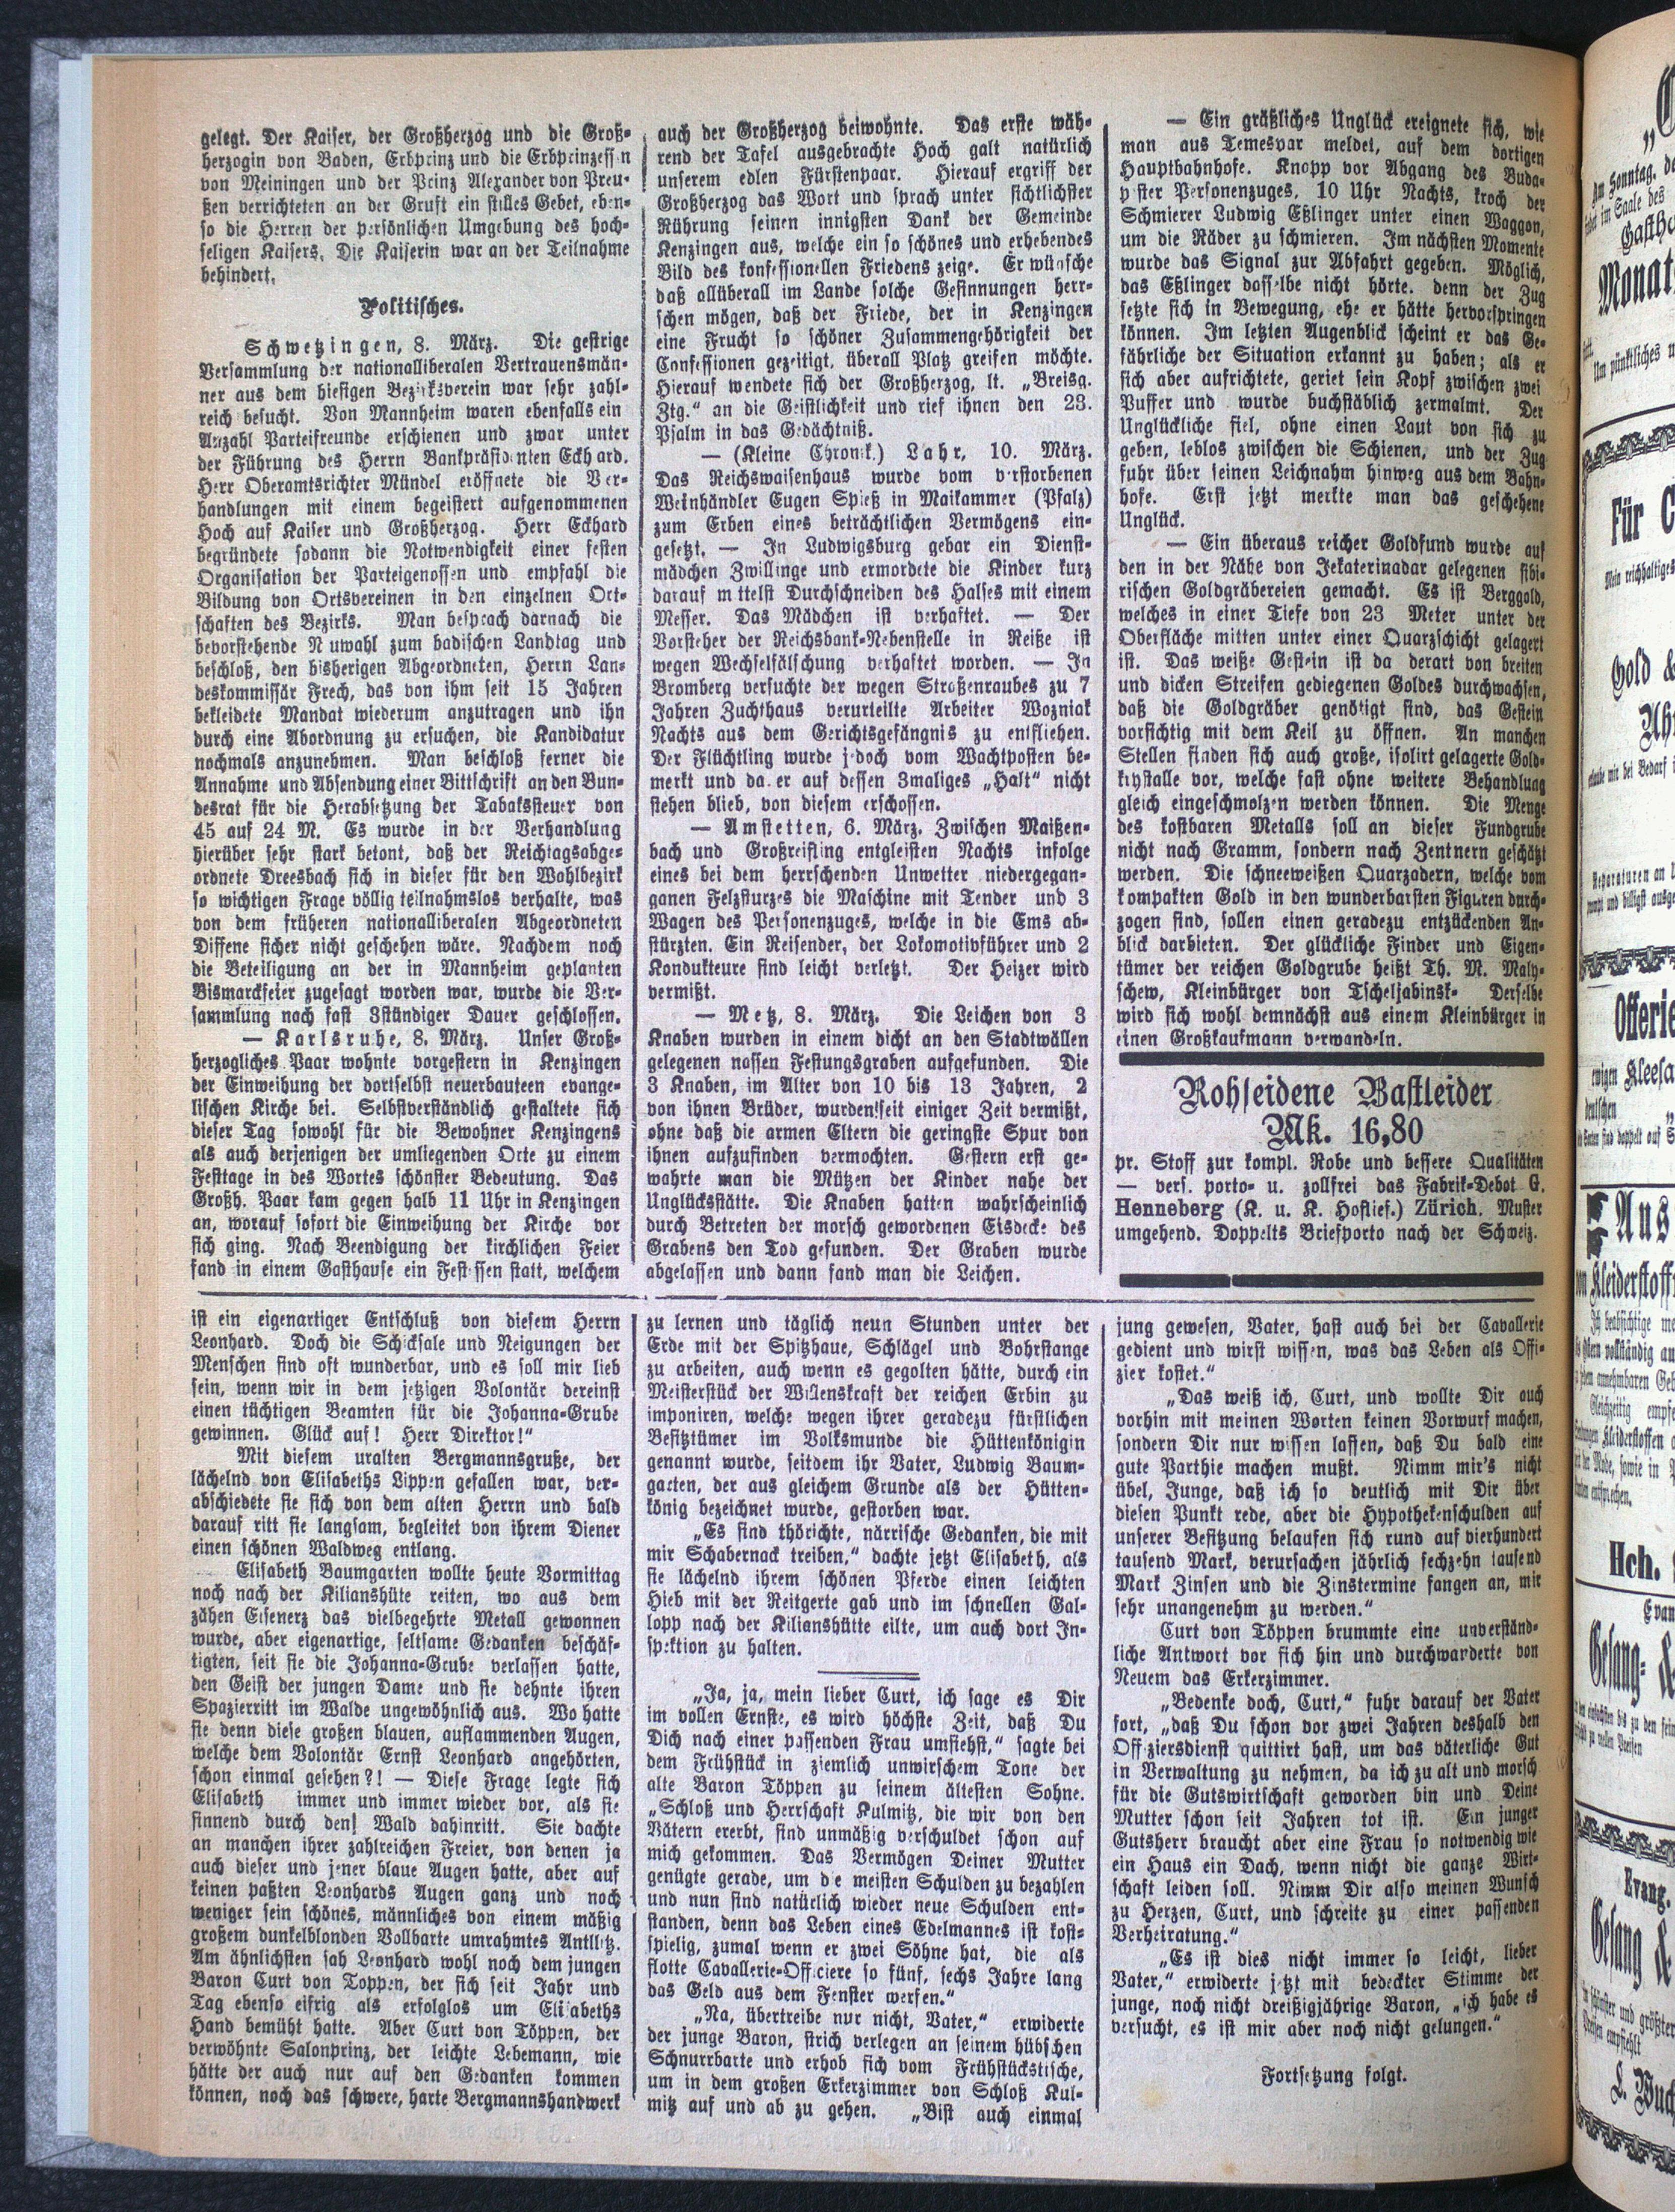 gelegt. Der Kaiser, der Großherzog und die Groß-
herzogin von Baden, Erbprinz und die Erbprinzessin
von Meiningen und der Prinz Alexander von Preu-
ßen verrichteten an der Gruft ein stilles Gebet, eben-
so die Herren der persönlichen Umgebung des hoch-
seligen Kaisers. Die Kaiserin war an der Teilnahme
behindert.
Politisches.
Schwetzingen, 8. März. Die gestrige
Versammlung der nationalliberalen Vertrauensmän-
ner aus dem hiesigen Bezirksverein war sehr zahl-
reich besucht. Von Mannheim waren ebenfalls ein
Anzahl Parteifreunde erschienen und zwar unter
der Führung des Herrn Bankpräsidenten Eckhard.
Herr Oberamtsrichter Mündel eröffnete die Ver-
handlungen mit einem begeistert aufgenommenen
Hoch auf Kaiser und Großherzog. Herr Eckhard
begründete sodann die Notwendigkeit einer festen
Organisation der Parteigenossen und empfahl die
Bildung von Ortsvereinen in den einzelnen Ort-
schaften des Bezirks. Man besprach darnach die
bevorstehende Neuwahl zum badischen Landtag und
beschloß, den bisherigen Abgeordneten, Herrn Lan-
deskommissär Frech, das von ihm seit 15 Jahren
bekleidete Mandat wiederum anzutragen und ihn
durch eine Abordnung zu ersuchen, die Kandidatur
nochmals anzunehmen. Man beschloß ferner die
Annahme und Absendung einer Bittschrift an den Bun-
desrat für die Herabsetzung der Tabaksteuer von
45 auf 24 M. Es wurde in der Verhandlung
hierüber sehr stark betont, daß der Reichtagsabge-
ordnete Dreesbach sich in dieser für den Wahlbezirk
so wichtigen Frage völlig teilnahmslos verhalte, was
von dem früheren nationalliberalen Abgeordneten
Diffene sicher nicht geschehen wäre. Nachdem noch
die Beteiligung an der in Mannheim geplanten
Bismarckfeier zugesagt worden war, wurde die Ver-
sammlung nach fast 3stündiger Dauer geschlossen.
— Karlsruhe, 8. März. Unser Groß-
herzogliches Paar wohnte vorgestern in Kenzingen
der Einweihung der dortselbst neuerbauteen evange-
lischen Kirche bei. Selbstverständlich gestaltete sich
dieser Tag sowohl für die Bewohner Kenzingens
als auch derjenigen der umliegenden Orte zu einem
Festtage in des Wortes schönster Bedeutung. Das
Großh. Paar kam gegen halb 11 Uhr in Kenzingen
an, worauf sofort die Einweihung der Kirche vor
sich ging. Nach Beendigung der kirchlichen Feier
fand in einem Gasthause ein Festessen statt, welchem
auch der Großherzog beiwohnte. Das erste wäh-
rend der Tafel ausgebrachte Hoch galt natürlich
unserem edlen Fürstenpaar. Hierauf ergriff der
Großherzog das Wort und sprach unter sichtlichster
Rührung seinen innigsten Dank der Gemeinde
Kenzingen aus, welche ein so schönes und erhebendes
Bild des konfessionellen Friedens zeige. Er wünsche
daß allüberall im Lande solche Gesinnungen herr-
schen mögen, daß der Friede, der in Kenzingen
eine Frucht so schöner Zusammengehörigkeit der
Confessionen gezeitigt, überall Platz greifen möchte.
Hierauf wendete sich der Großherzog, lt. „Breisg.
Ztg.“ an die Geistlichkeit und rief ihnen den 23.
Psalm in das Gedächtniß.
— (Kleine Chronik.) Lahr, 10. März.
Das Reichswaisenhaus wurde vom verstorbenen
Weinhändler Eugen Spieß in Maikammer (Pfalz)
zum Erben eines beträchtlichen Vermögens ein-
gesetzt. — In Ludwigsburg gebar ein Dienst-
mädchen Zwillinge und ermordete die Kinder kurz
darauf mittelst Durchschneiden des Halses mit einem
Messer. Das Mädchen ist verhaftet. — Der
Vorsteher der Reichsbank-Nebenstelle in Reiße ist
wegen Wechselfälschung verhaftet worden. — In
Bromberg versuchte der wegen Straßenraubes zu 7
Jahren Zuchthaus verurteilte Arbeiter Wozniak
Nachts aus dem Gerichtsgefängnis zu entfliehen.
Der Flüchtling wurde jedoch vom Wachtposten be-
merkt und da er auf dessen 3maliges „Halt“ nicht
stehen blieb, von diesem erschossen.
— Amstetten, 6. März. Zwischen Maißen-
bach und Großreifling entgleisten Nachts infolge
eines bei dem herrschenden Unwetter niedergegan-
ganen Felzsturzes die Maschine mit Tender und 3
Wagen des Personenzuges, welche in die Ems ab-
stürzten. Ein Reisender, der Lokomotivführer und 2
Kondukteure sind leicht verletzt. Der Heizer wird
vermißt.
— Metz, 8. März. Die Leichen von 3
Knaben wurden in einem dicht an den Stadtwällen
gelegenen nassen Festungsgraben aufgefunden. Die
3 Knaben, im Alter von 10 bis 13 Jahren, 2
von ihnen Brüder, wurden seit einiger Zeit vermißt,
ohne daß die armen Eltern die geringste Spur von
ihnen aufzufinden vermochten. Gestern erst ge-
wahrte man die Mützen der Kinder nahe der
Unglücksstätte. Die Knaben hatten wahrscheinlich
durch Betreten der morsch gewordenen Eisdecke des
Grabens den Tod gefunden. Der Graben wurde
abgelassen und dann fand man die Leichen.
— Ein gräßliches Unglück ereignete sich, wie
man aus Temesvar meldet, auf dem dortigen
Hauptbahnhofe. Knapp vor Abgang des Buda-
pester Personenzuges, 10 Uhr Nachts, kroch der
Schmierer Ludwig Eßlinger unter einen Waggon,
um die Räder zu schmieren. Im nächsten Momente
wurde das Signal zur Abfahrt gegeben. Möglich,
das Eßlinger dasselbe nicht hörte, denn der Zug
setzte sich in Bewegung, ehe er hätte hervorspringen
können. Im letzten Augenblick scheint er das Ge-
fährliche der Situation erkannt zu haben; als er
sich aber aufrichtete, geriet sein Kopf zwischen zwei
Puffer und wurde buchstäblich zermalmt. Der
Unglückliche fiel, ohne einen Laut von sich zu
geben, leblos zwischen die Schienen, und der Zug
fuhr über seinen Leichnahm hinweg aus dem Bahn-
hofe. Erst jetzt merkte man das geschehene
Unglück.
— Ein überaus reicher Goldfund wurde auf
den in der Nähe von Jekaterinadar gelegenen sibi-
rischen Goldgräbereien gemacht. Es ist Berggold,
welches in einer Tiefe von 23 Meter unter der
Oberfläche mitten unter einer Quarzschicht gelagert
ist. Das weiße Gestein ist da derart von breiten
und dicken Streifen gediegenen Goldes durchwachsen,
daß die Goldgräber genötigt sind, das Gestein
vorsichtig mit dem Keil zu öffnen. An manchen
Stellen finden sich auch große, isolirt gelagerte Gold-
krystalle vor, welche fast ohne weitere Behandlung
gleich eingeschmolzen werden können. Die Menge
des kostbaren Metalls soll an dieser Fundgrube
nicht nach Gramm, sondern nach Zentnern geschätzt
werden. Die schneeweißen Quarzadern, welche vom
kompakten Gold in den wunderbarsten Figuren durch-
zogen sind, sollen einen geradezu entzückenden An-
blick darbieten. Der glückliche Finder und Eigen-
tümer der reichen Goldgrube heißt Th. M. Maly-
schew, Kleinbürger von Tscheljabinsk. Derselbe
wird sich wohl demnächst aus einem Kleinbürger in
einen Großkaufmann verwandeln.
Rohseidene Bastkleider
Mk. 16,80
pr. Stoff zur kompl. Robe und bessere Qualitäten
— vers. porto- u. zollfrei das Fabrik-Debot G.
Henneberg (K. u. K. Hoflief.) Zürich. Muster
umgehend. Doppelts Briefporto nach der Schweiz.
ist ein eigenartiger Entschluß von diesem Herrn
Leonhard. Doch die Schicksale und Neigungen der
Menschen sind oft wunderbar, und es soll mir lieb
sein, wenn wir in dem jetzigen Volontär dereinst
einen tüchtigen Beamten für die Johanna-Grube
gewinnen. Glück auf! Herr Direktor!“
Mit diesem uralten Bergmannsgruße, der
lächelnd von Elisabeths Lippen gefallen war, ver-
abschiedete sie sich von dem alten Herrn und bald
darauf ritt sie langsam, begleitet von ihrem Diener
einen schönen Waldweg entlang.
Elisabeth Baumgarten wollte heute Vormittag
noch nach der Kilianshüte reiten, wo aus dem
zähen Eisenerz das vielbegehrte Metall gewonnen
wurde, aber eigenartige, seltsame Gedanken beschäf-
tigten, seit sie die Johanna-Grube verlassen hatte,
den Geist der jungen Dame und sie dehnte ihren
Spazierritt im Walde ungewöhnlich aus. Wo hatte
sie denn diese großen blauen, aufflammenden Augen,
welche dem Volontär Ernst Leonhard angehörten,
schon einmal gesehen?! — Diese Frage legte sich
Elisabeth immer und immer wieder vor, als sie
sinnend durch den Wald dahinritt. Sie dachte
an manchen ihrer zahlreichen Freier, von denen ja
auch dieser und jener blaue Augen hatte, aber auf
keinen paßten Leonhards Augen ganz und noch
weniger sein schönes, männliches von einem mäßig
großem dunkelblonden Vollbarte umrahmtes Antlitz.
Am ähnlichsten sah Leonhard wohl noch dem jungen
Baron Curt von Toppen, der sich seit Jahr und
Tag ebenso eifrig als erfolglos um Elisabeths
Hand bemüht hatte. Aber Curt von Töppen, der
verwöhnte Salonprinz, der leichte Lebemann, wie
hätte der auch nur auf den Gedanken kommen
können, noch das schwere, harte Bergmannshandwerk
zu lernen und täglich neun Stunden unter der
Erde mit der Spitzhaue, Schlägel und Bohrstange
zu arbeiten, auch wenn es gegolten hätte, durch ein
Meisterstück der Willenskraft der reichen Erbin zu
imponiren, welche wegen ihrer geradezu fürstlichen
Besitztümer im Volksmunde die Hüttenkönigin
genannt wurde, seitdem ihr Vater, Ludwig Baum-
garten, der aus gleichem Grunde als der Hütten-
könig bezeichnet wurde, gestorben war.
„Es sind thörichte, närrische Gedanken, die mit
mir Schabernack treiben,“ dachte jetzt Elisabeth, als
sie lächelnd ihrem schönen Pferde einen leichten
Hieb mit der Reitgerte gab und im schnellen Gal-
lopp nach der Kilianshütte eilte, um auch dort In-
spektion zu halten.
„Ja, ja, mein lieber Curt, ich sage es Dir
im vollen Ernste, es wird höchste Zeit, daß Du
Dich nach einer passenden Frau umsiehst,“ sagte bei
dem Frühstück in ziemlich unwirschem Tone der
alte Baron Töppen zu seinem ältesten Sohne.
„Schloß und Herrschaft Kulmitz, die wir von den
Vätern ererbt, sind unmäßig verschuldet schon auf
mich gekommen. Das Vermögen Deiner Mutter
genügte gerade, um die meisten Schulden zu bezahlen
und nun sind natürlich wieder neue Schulden ent-
standen, denn das Leben eines Edelmannes ist kost-
spielig, zumal wenn er zwei Söhne hat, die als
flotte Cavallerie-Officiere so fünf, sechs Jahre lang
das Geld aus dem Fenster werfen.“
„Na, übertreibe nur nicht, Vater,“ erwiderte
der junge Baron, strich verlegen an seinem hübschen
Schnurrbarte und erhob sich vom Frühstückstische,
um in dem großen Erkerzimmer von Schloß Kul-
mitz auf und ab zu gehen. „Bist auch einmal
jung gewesen, Vater, hast auch bei der Cavallerie
gedient und wirst wissen, was das Leben als Offi-
zier kostet.“
„Das weiß ich, Curt, und wollte Dir auch
vorhin mit meinen Worten keinen Vorwurf machen,
sondern Dir nur wissen lassen, daß Du bald eine
gute Parthie machen mußt. Nimm mir's nicht
übel, Junge, daß ich so deutlich mit Dir über
diesen Punkt rede, aber die Hypothekenschulden auf
unserer Besitzung belaufen sich rund auf vierhundert
tausend Mark, verursachen jährlich sechzehn tausend
Mark Zinsen und die Zinstermine fangen an, mir
sehr unangenehm zu werden.“
Curt von Töppen brummte eine unverständ-
liche Antwort vor sich hin und durchwanderte von
Neuem das Erkerzimmer.
„Bedenke doch, Curt,“ fuhr darauf der Vater
fort, „daß Du schon vor zwei Jahren deshalb den
Offiziersdienst quittirt hast, um das väterliche Gut
in Verwaltung zu nehmen, da ich zu alt und morsch
für die Gutswirtschaft geworden bin und Deine
Mutter schon seit Jahren tot ist. Ein junger
Gutsherr braucht aber eine Frau so notwendig wie
ein Haus ein Dach, wenn nicht die ganze Wirt-
schaft leiden soll. Nimm Dir also meinen Wunsch
zu Herzen, Curt, und schreite zu einer passenden
Verheiratung.“
„Es ist dies nicht immer so leicht, lieber
Vater,“ erwiderte jetzt mit bedeckter Stimme der
junge, noch nicht dreißigjährige Baron, „ich habe es
versucht, es ist mir aber noch nicht gelungen.“
Fortsetzung folgt.
Am Sonntag, de
findet im Saale des
Gasth
Monat
Um pünktliches
Für C
Mein reichhaltiges
Gold &
Uh
erlaube mir bei Bedarf
Reparaturen an
prompt und billigst ausge
Offerie
ewigen Kleesa
deutschen
Aus
von Kleiderstoff
Ich beabsichtige me
vollständig au
annehmbaren Geb
Gleichzeitig empfe
Kleiderstoffen
der Mode, sowie in
entsprechen.
Hch.
Evan
Gesang- &
Evang.
Gesang &
und größter
empfiehlt
L. Wuch